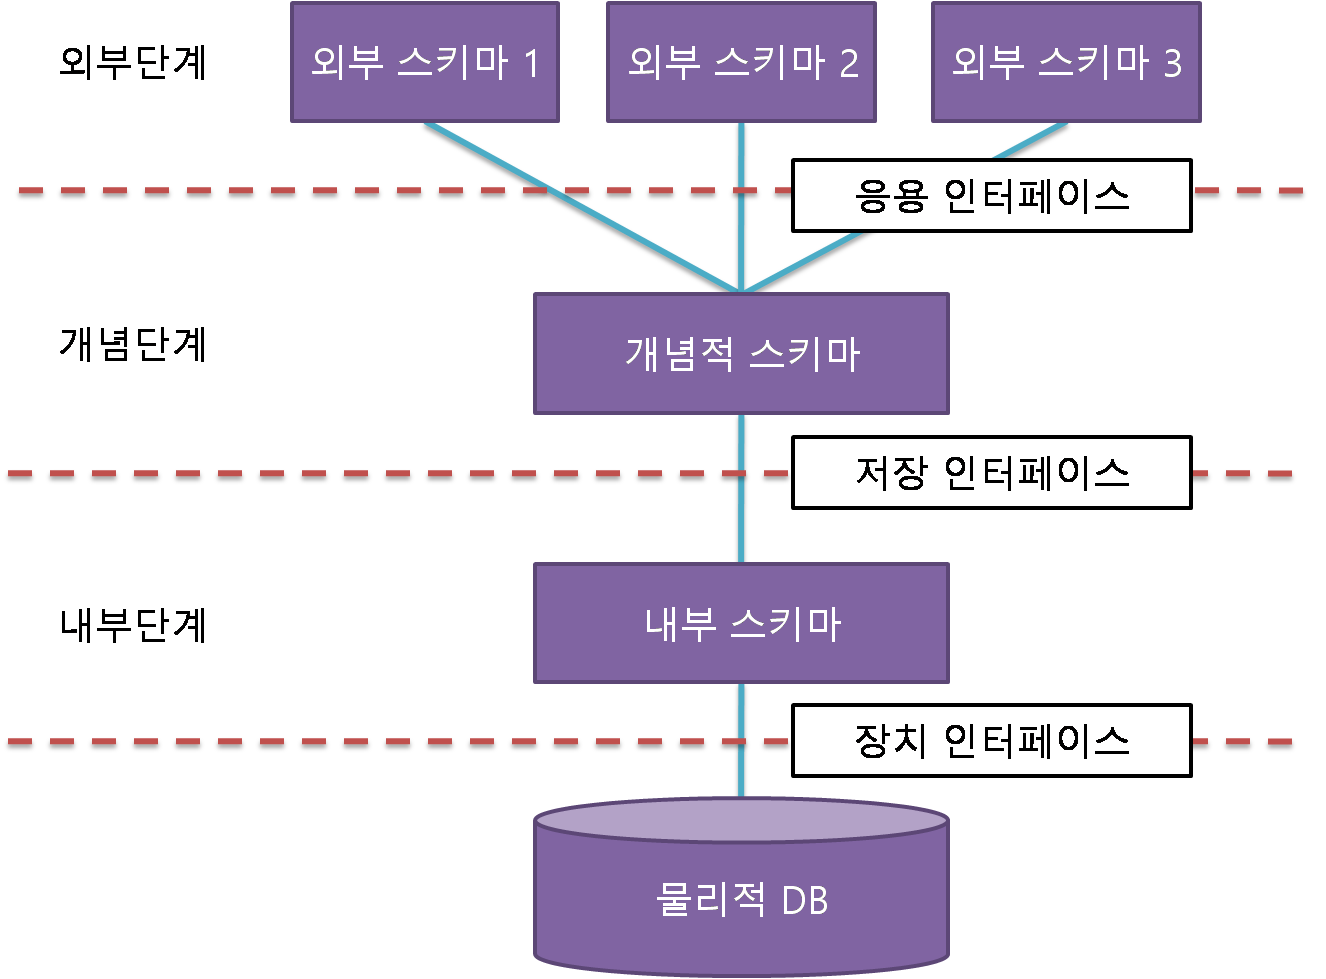 외부단계
외부 스키마 1
외부 스키마 2
외부 스키마 3
응용 인터페이스
개념단계
개념적 스키마
저장 인터페이스
내부단계
내부 스키마
장치 인터페이스
물리적 DB